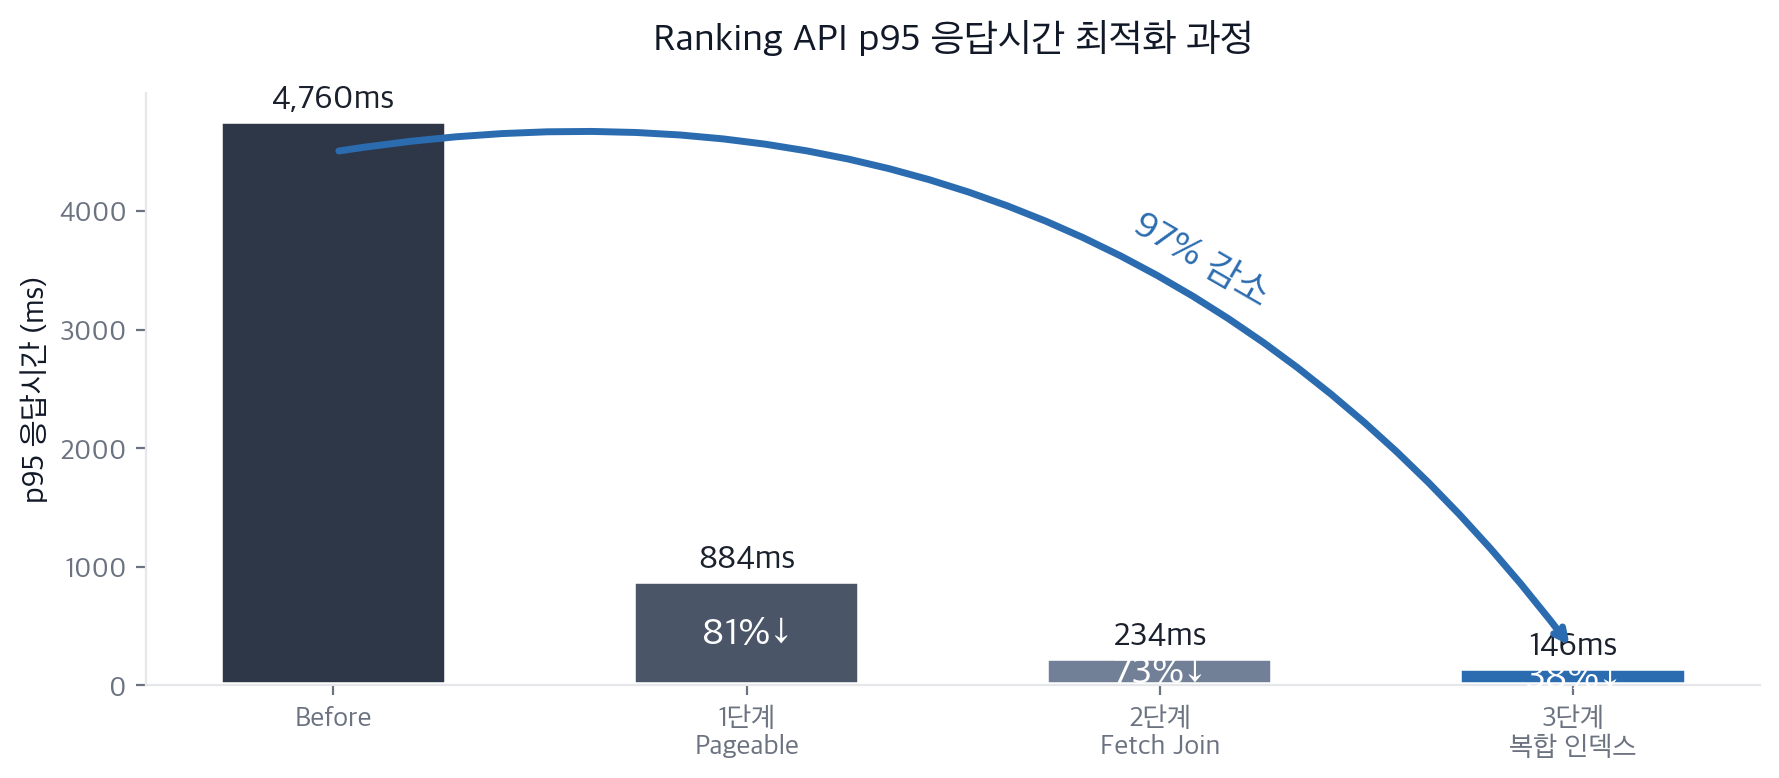 Ranking API p95 응답시간 최적화 과정
4,760ms
97% 감소
p95 응답시간 (ms)
4000
3000
2000
1000
0
884ms
81%↓
234ms
73%↓
146ms
38%↓
Before
1단계
Pageable
2단계
Fetch Join
3단계
복합 인덱스